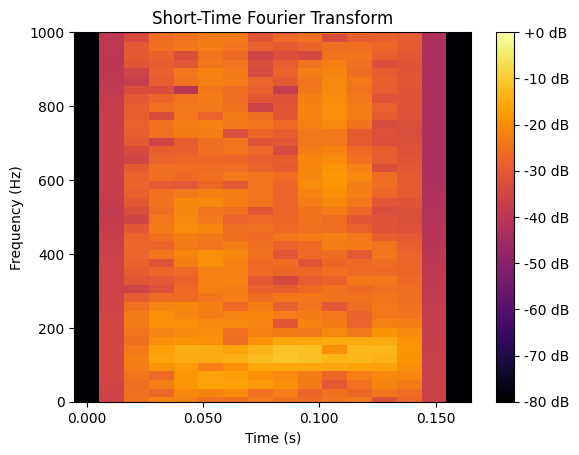 Short-Time Fourier Transform
Frequency (Hz)
1000
800
600
400
200
0
0.000
0.050
0.100
0.150
Time (s)
+0 dB
-10 dB
-20 dB
-30 dB
-40 dB
-50 dB
-60 dB
-70 dB
-80 dB